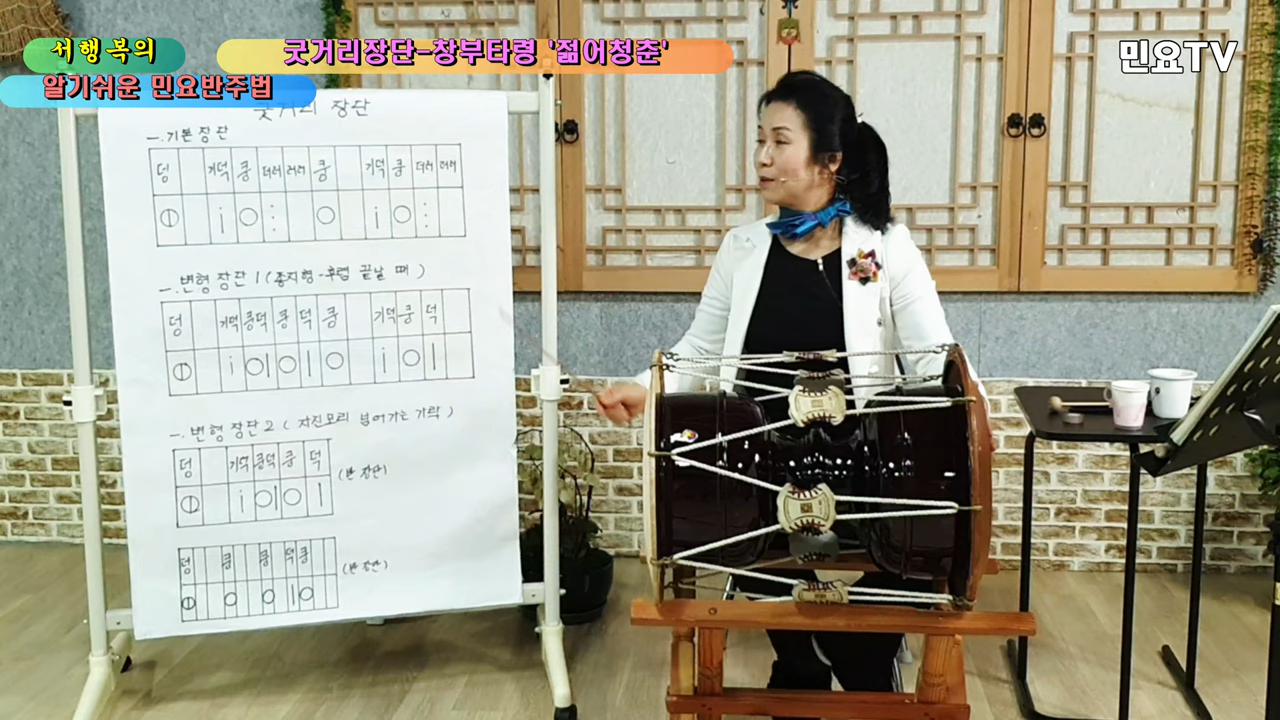 서행복의
굿거리장단-창부타령 '젊어청춘'
민요TV
알기쉬운 민요반주법
굿거리 장단
一. 기본장단
덩 기덕 쿵 더러 러러 쿵 기덕 쿵 더러 러러
一. 변형장단 1 (종지형-후렴 끝날 때)
덩 기덕 쿵덕 쿵 덕 쿵 기덕 쿵 덕
一. 변형장단 2 (자진모리 넘어가는 가락)
덩 기덕 쿵덕 쿵 덕
(반 장단)
덩 쿵 쿵 덕쿵
(반 장단)